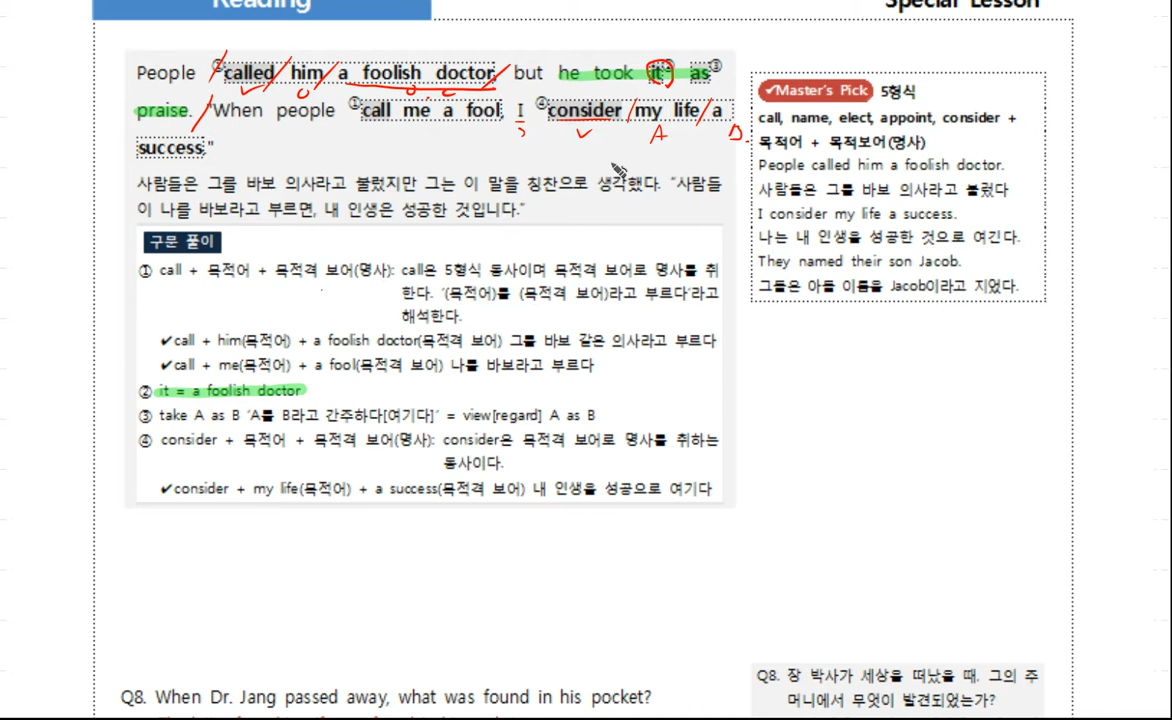 Reading
Special Lesson
People ②called him a foolish doctor, but he took it② as③
praise. "When people ①call me a fool, I ④consider my life a
success."
V O O.C S V A B.
사람들은 그를 바보 의사라고 불렀지만 그는 이 말을 칭찬으로 생각했다. "사람들
이 나를 바보라고 부르면, 내 인생은 성공한 것입니다."
구문 풀이
① call + 목적어 + 목적격 보어(명사): call은 5형식 동사이며 목적격 보어로 명사를 취
한다. '(목적어)를 (목적격 보어)라고 부르다'라고
해석한다.
✔call + him(목적어) + a foolish doctor(목적격 보어) 그를 바보 같은 의사라고 부르다
✔call + me(목적어) + a fool(목적격 보어) 나를 바보라고 부르다
② it = a foolish doctor
③ take A as B 'A를 B라고 간주하다[여기다]' = view[regard] A as B
④ consider + 목적어 + 목적격 보어(명사): consider은 목적격 보어로 명사를 취하는
동사이다.
✔consider + my life(목적어) + a success(목적격 보어) 내 인생을 성공으로 여기다
✔Master's Pick 5형식
call, name, elect, appoint, consider +
목적어 + 목적보어(명사)
People called him a foolish doctor.
사람들은 그를 바보 의사라고 불렀다
I consider my life a success.
나는 내 인생을 성공한 것으로 여긴다.
They named their son Jacob.
그들은 아들 이름을 Jacob이라고 지었다.
Q8. When Dr. Jang passed away, what was found in his pocket?
Q8. 장 박사가 세상을 떠났을 때, 그의 주
머니에서 무엇이 발견되었는가?